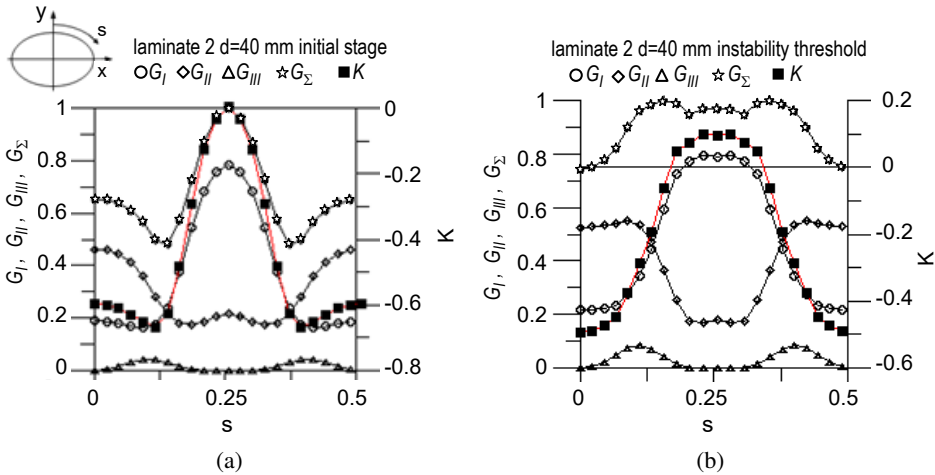 y
s
x
laminate 2 d=40 mm initial stage
G_I G_II G_III G_Σ K
1
0.8
0.6
0.4
0.2
0
G_I, G_II, G_III, G_Σ
0
-0.2
-0.4
-0.6
-0.8
K
0 0.25 0.5
s
(a)
laminate 2 d=40 mm instability threshold
G_I G_II G_III G_Σ K
1
0.8
0.6
0.4
0.2
0
G_I, G_II, G_III, G_Σ
0.2
0
-0.2
-0.4
-0.6
K
0 0.25 0.5
s
(b)